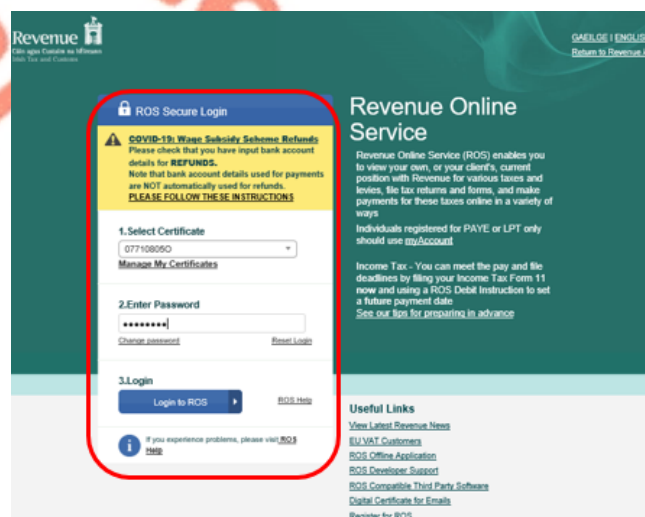 Revenue
Cáin agus Custaim na hÉireann
Irish Tax and Customs
GAEILGE | ENGLIS
Return to Revenue.i
ROS Secure Login
COVID-19: Wage Subsidy Scheme Refunds
Please check that you have input bank account
details for REFUNDS.
Note that bank account details used for payments
are NOT automatically used for refunds.
PLEASE FOLLOW THESE INSTRUCTIONS
1.Select Certificate
07710805O
Manage My Certificates
2.Enter Password
••••••••
Change password
Reset Login
3.Login
Login to ROS
ROS Help
If you experience problems, please visit ROS
Help
Revenue Online
Service
Revenue Online Service (ROS) enables you
to view your own, or your client's, current
position with Revenue for various taxes and
levies, file tax returns and forms, and make
payments for these taxes online in a variety of
ways
Individuals registered for PAYE or LPT only
should use myAccount
Income Tax - You can meet the pay and file
deadlines by filing your Income Tax Form 11
now and using a ROS Debit Instruction to set
a future payment date
See our tips for preparing in advance
Useful Links
View Latest Revenue News
EU VAT Customers
ROS Offline Application
ROS Developer Support
ROS Compatible Third Party Software
Digital Certificate for Emails
Register for ROS